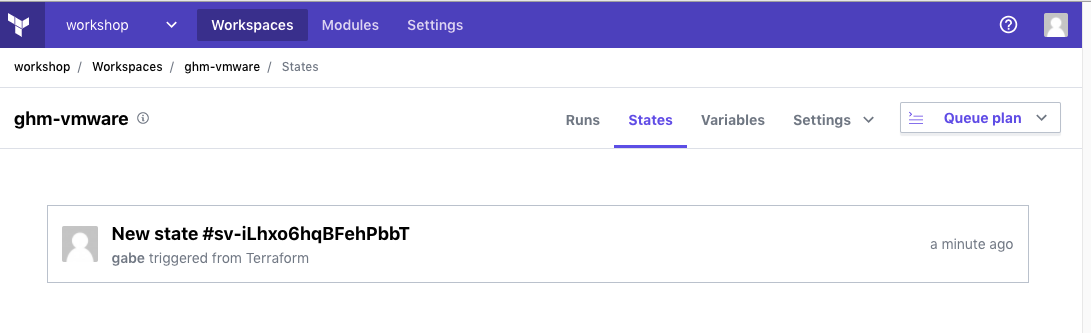 workshop Workspaces Modules Settings
workshop / Workspaces / ghm-vmware / States
ghm-vmware Runs States Variables Settings Queue plan
New state #sv-iLhxo6hqBFehPbbT
gabe triggered from Terraform
a minute ago